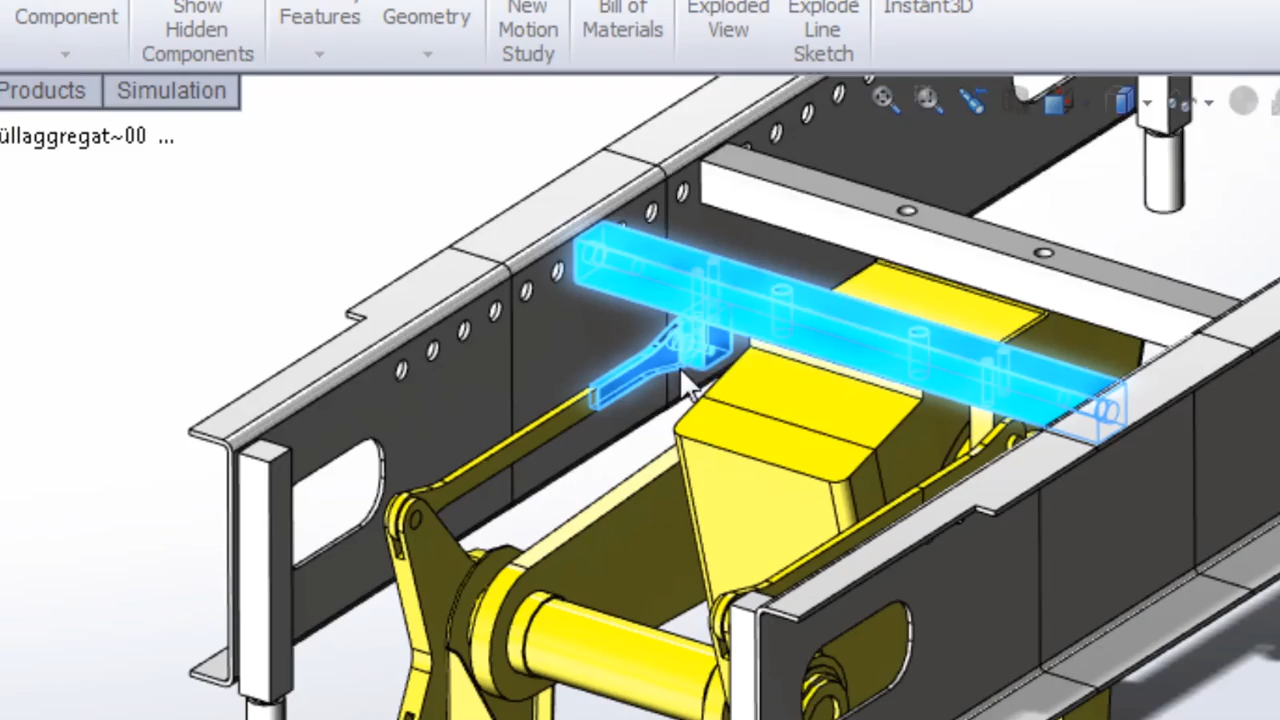 Component
Show
Hidden
Components
Features
Geometry
New
Motion
Study
Bill of
Materials
Exploded
View
Explode
Line
Sketch
Instant3D
Products
Simulation
üllaggregat~00 ...